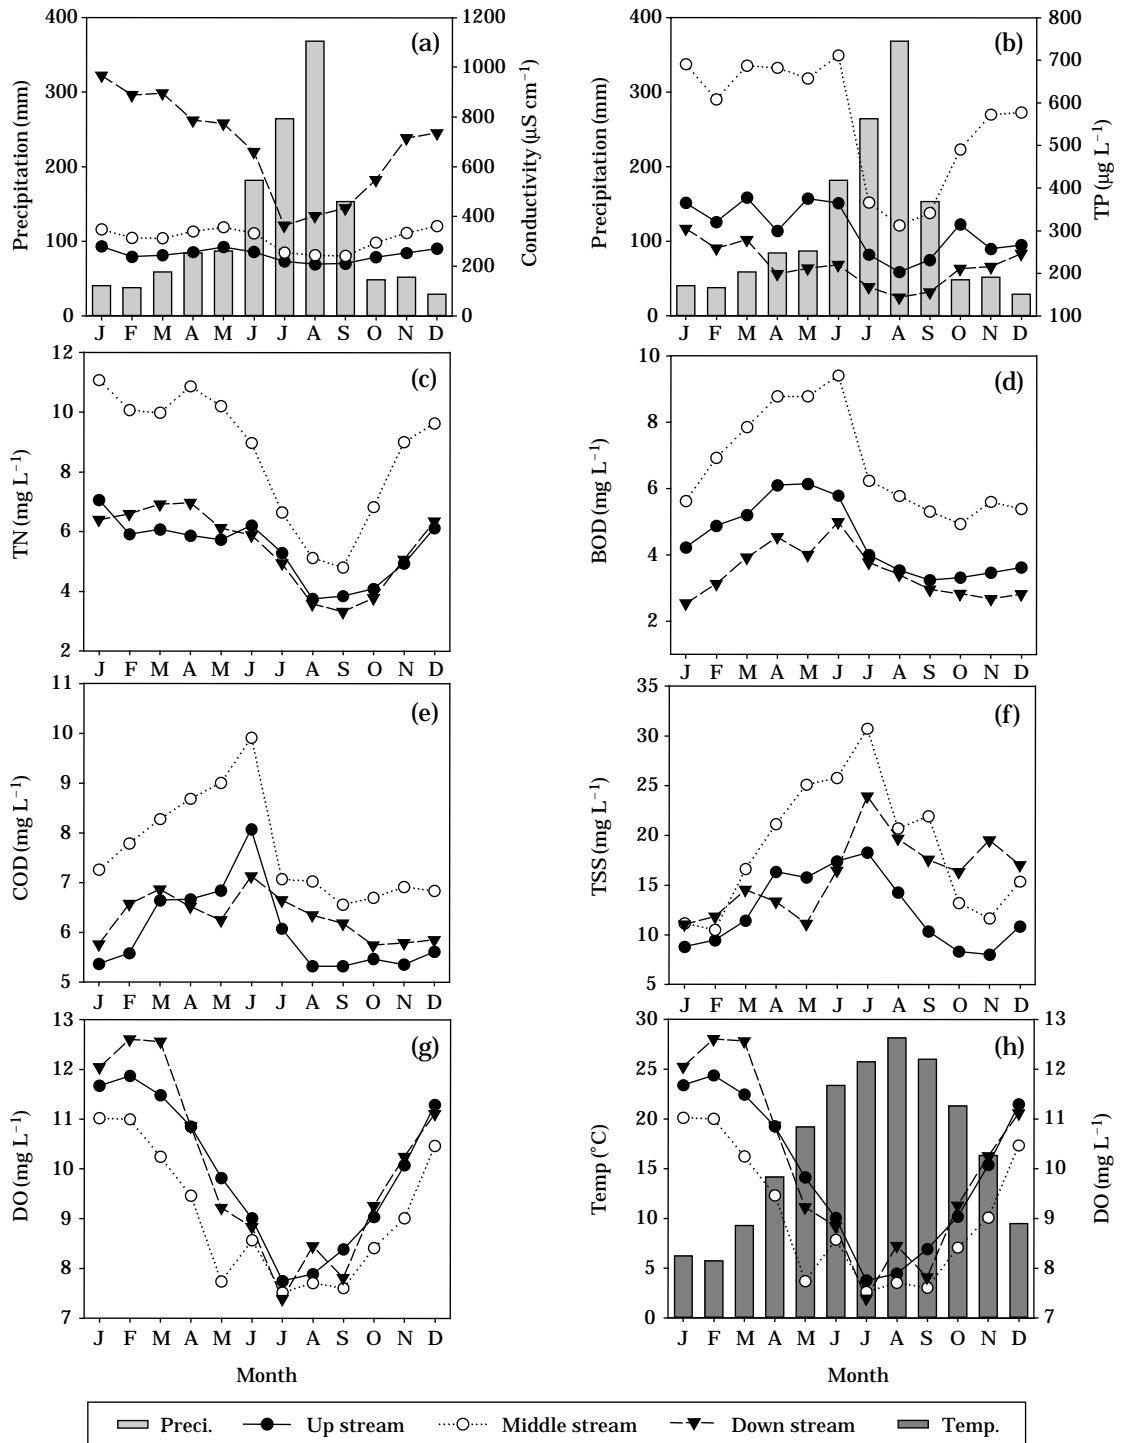 400 1200 400 800
(a) (b)
1000 700
300 300
800 600
Precipitation (mm) 200 600 Conductivity (μS cm⁻¹) Precipitation (mm) 200 500 TP (μg L⁻¹)
400
400 300
100 100
200 200
0 0 0 100
J F M A M J J A S O N D J F M A M J J A S O N D
12 10
(c) (d)
10 8
8
TN (mg L⁻¹) 6 BOD (mg L⁻¹) 6
4
4
2 2
J F M A M J J A S O N D J F M A M J J A S O N D
11 35
(e) (f)
10 30
9 25
COD (mg L⁻¹) 8 TSS (mg L⁻¹) 20
7 15
6 10
5 5
J F M A M J J A S O N D J F M A M J J A S O N D
13 30 13
(g) (h)
12 25 12
11 20 11
DO (mg L⁻¹) 10 Temp (°C) 15 10 DO (mg L⁻¹)
9 10 9
8 5 8
7 0 7
J F M A M J J A S O N D J F M A M J J A S O N D
Month Month
Preci. Up stream Middle stream Down stream Temp.